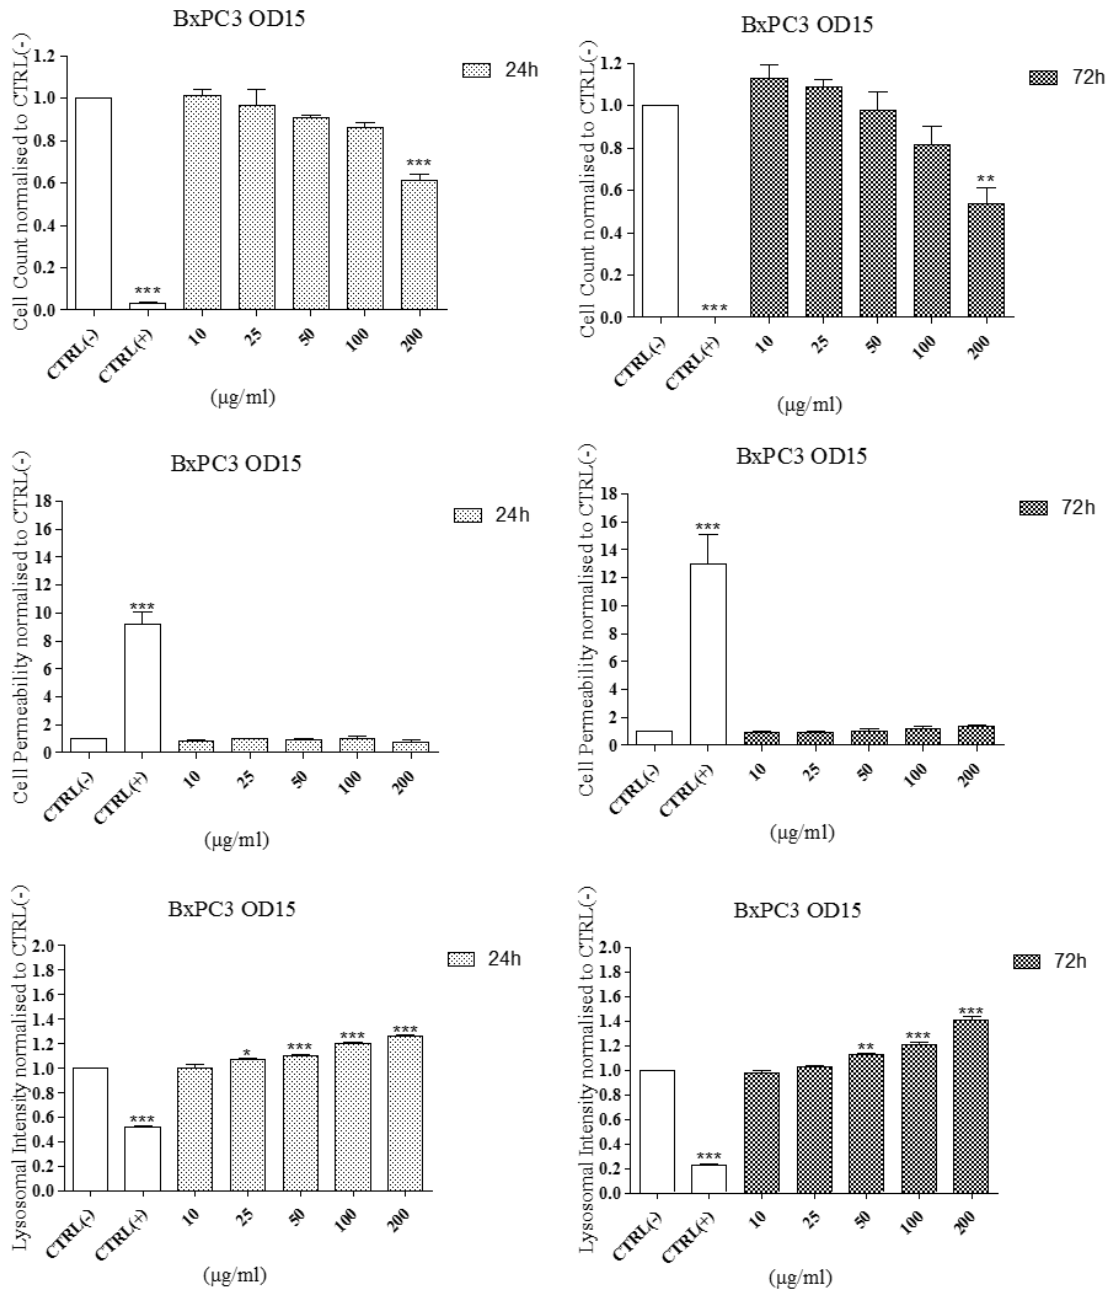 BxPC3 OD15
24h
Cell Count normalised to CTRL(-)
1.2
1.0
0.8
0.6
0.4
0.2
0.0
***
***
CTRL(-) CTRL(+) 10 25 50 100 200
(μg/ml)
BxPC3 OD15
72h
Cell Count normalised to CTRL(-)
1.2
1.0
0.8
0.6
0.4
0.2
0.0
***
**
CTRL(-) CTRL(+) 10 25 50 100 200
(μg/ml)
BxPC3 OD15
24h
Cell Permeability normalised to CTRL(-)
18
16
14
12
10
8
6
4
2
0
***
CTRL(-) CTRL(+) 10 25 50 100 200
(μg/ml)
BxPC3 OD15
72h
Cell Permeability normalised to CTRL(-)
18
16
14
12
10
8
6
4
2
0
***
CTRL(-) CTRL(+) 10 25 50 100 200
(μg/ml)
BxPC3 OD15
24h
Lysosomal Intensity normalised to CTRL(-)
2.0
1.8
1.6
1.4
1.2
1.0
0.8
0.6
0.4
0.2
0.0
***
*
***
***
***
CTRL(-) CTRL(+) 10 25 50 100 200
(μg/ml)
BxPC3 OD15
72h
Lysosomal Intensity normalised to CTRL(-)
2.0
1.8
1.6
1.4
1.2
1.0
0.8
0.6
0.4
0.2
0.0
***
**
***
***
CTRL(-) CTRL(+) 10 25 50 100 200
(μg/ml)